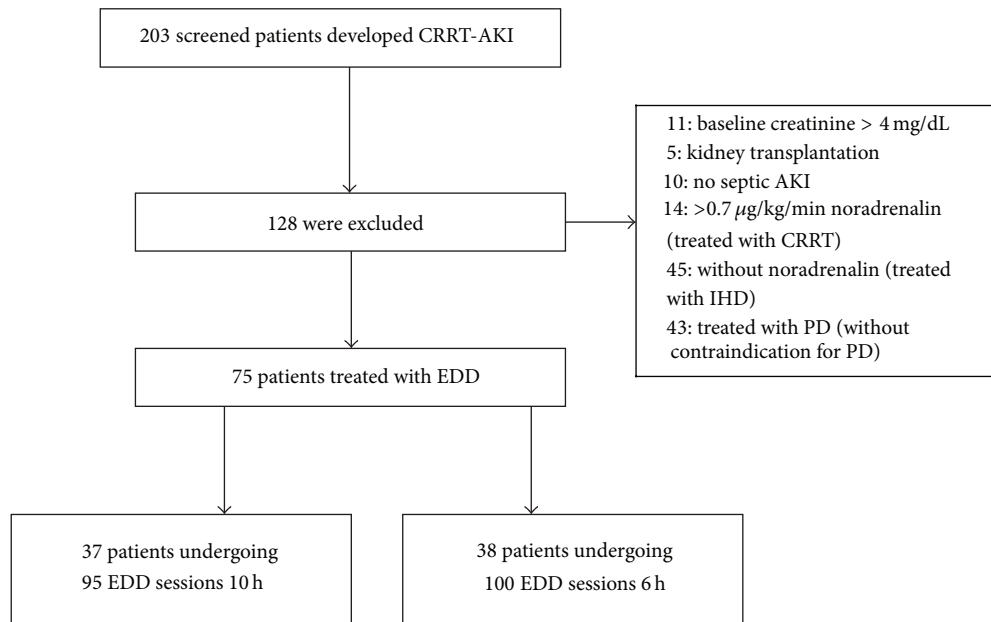 203 screened patients developed CRRT-AKI
128 were excluded
11: baseline creatinine > 4 mg/dL
5: kidney transplantation
10: no septic AKI
14: >0.7 μg/kg/min noradrenalin
(treated with CRRT)
45: without noradrenalin (treated
with IHD)
43: treated with PD (without
contraindication for PD)
75 patients treated with EDD
37 patients undergoing
95 EDD sessions 10 h
38 patients undergoing
100 EDD sessions 6 h